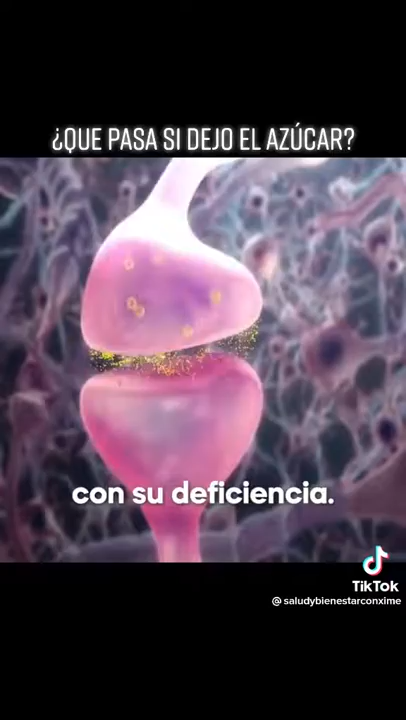 ¿QUE PASA SI DEJO EL AZÚCAR?
con su deficiencia.
TikTok
@ saludybienestarconxime